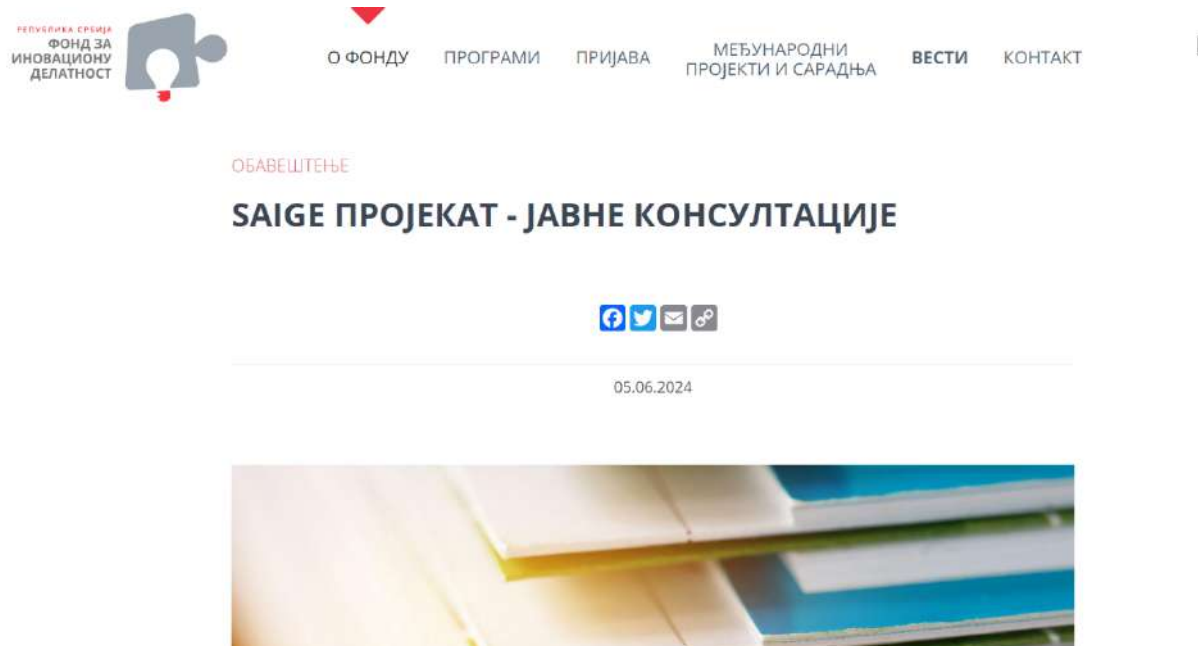 РЕПУБЛИКА СРБИЈА
ФОНД ЗА
ИНОВАЦИОНУ
ДЕЛАТНОСТ
О ФОНДУ
ПРОГРАМИ
ПРИЈАВА
МЕЂУНАРОДНИ
ПРОЈЕКТИ И САРАДЊА
ВЕСТИ
КОНТАКТ
ОБАВЕШТЕЊЕ
SAIGE ПРОЈЕКАТ - ЈАВНЕ КОНСУЛТАЦИЈЕ
05.06.2024